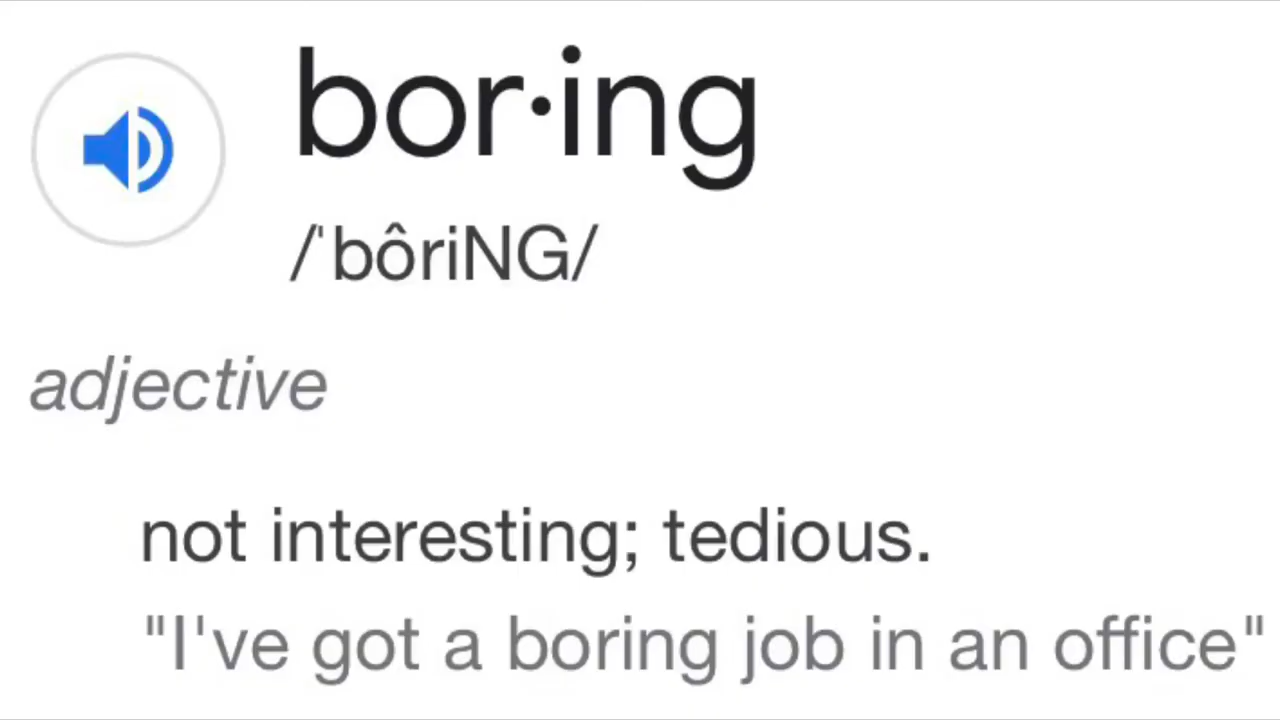 bor·ing
/ˈbôriNG/
adjective
not interesting; tedious.
"I've got a boring job in an office"